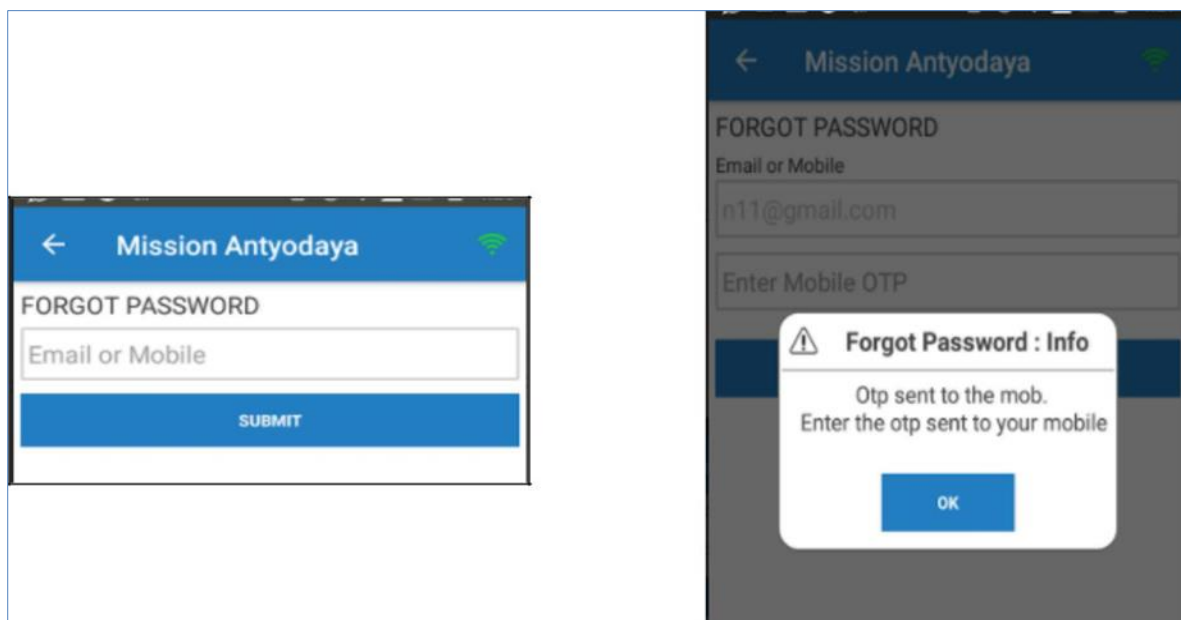 Mission Antyodaya
FORGOT PASSWORD
Email or Mobile
SUBMIT
Mission Antyodaya
FORGOT PASSWORD
Email or Mobile
n11@gmail.com
Enter Mobile OTP
Forgot Password : Info
Otp sent to the mob.
Enter the otp sent to your mobile
OK